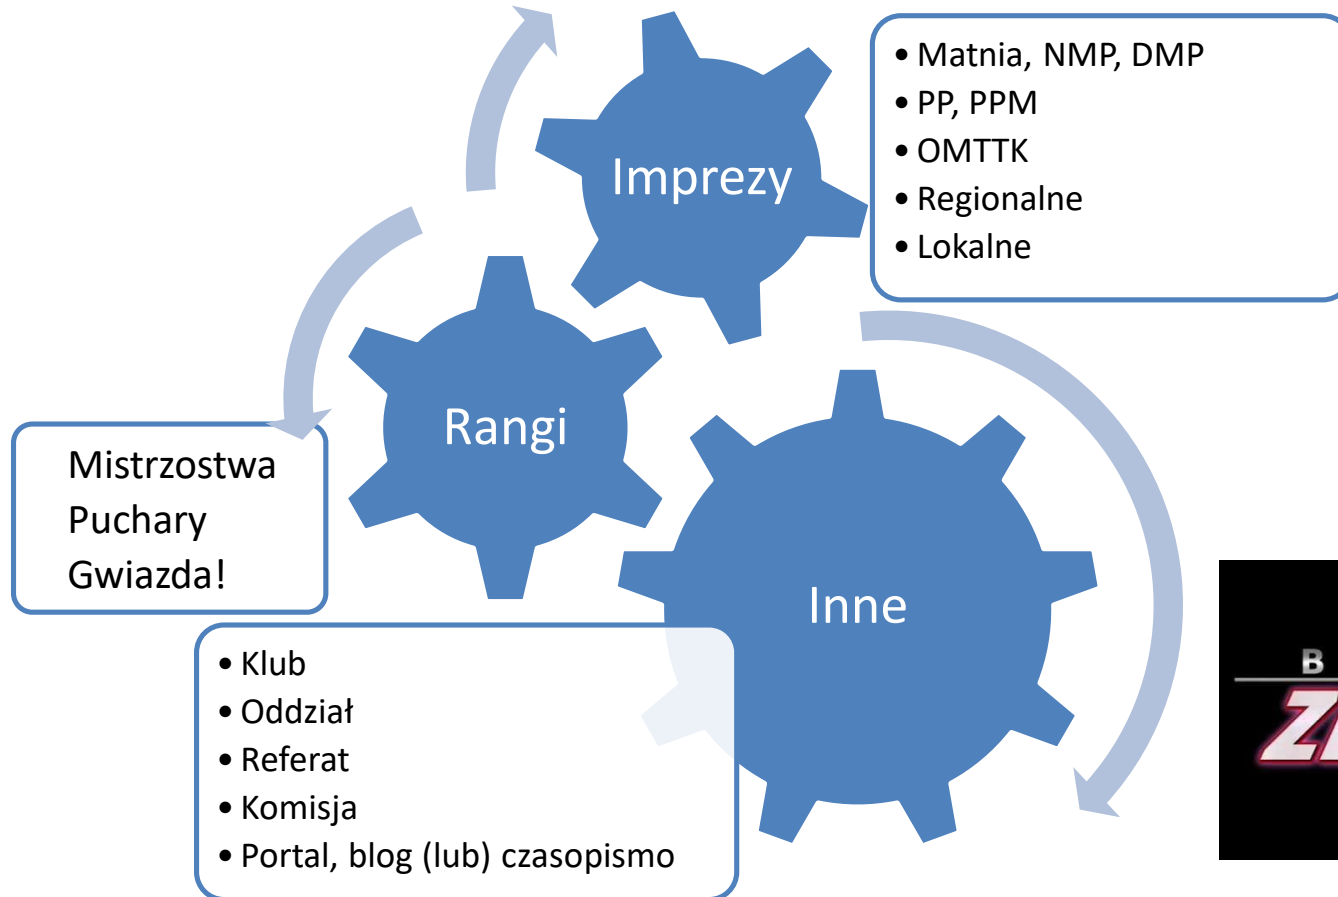 Imprezy
• Matnia, NMP, DMP
• PP, PPM
• OMTTK
• Regionalne
• Lokalne
Rangi
Mistrzostwa
Puchary
Gwiazda!
Inne
• Klub
• Oddział
• Referat
• Komisja
• Portal, blog (lub) czasopismo
B